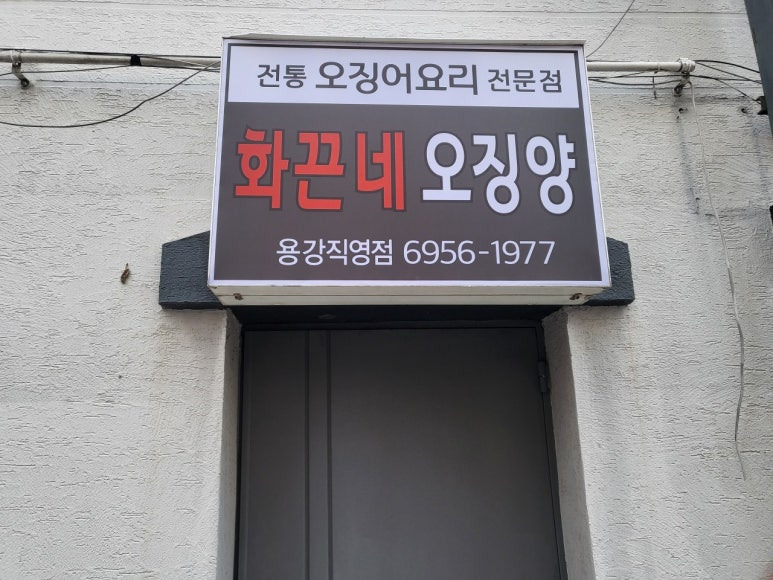 전통 오징어요리 전문점
화끈네 오징양
용강직영점 6956-1977